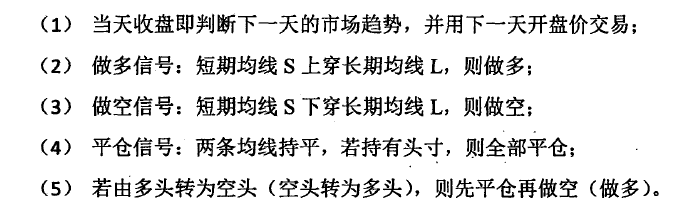 （1） 当天收盘即判断下一天的市场趋势，并用下一天开盘价交易；
（2） 做多信号：短期均线 S 上穿长期均线 L，则做多；
（3） 做空信号：短期均线 S 下穿长期均线 L，则做空；
（4） 平仓信号：两条均线持平，若持有头寸，则全部平仓；
（5） 若由多头转为空头（空头转为多头），则先平仓再做空（做多）。